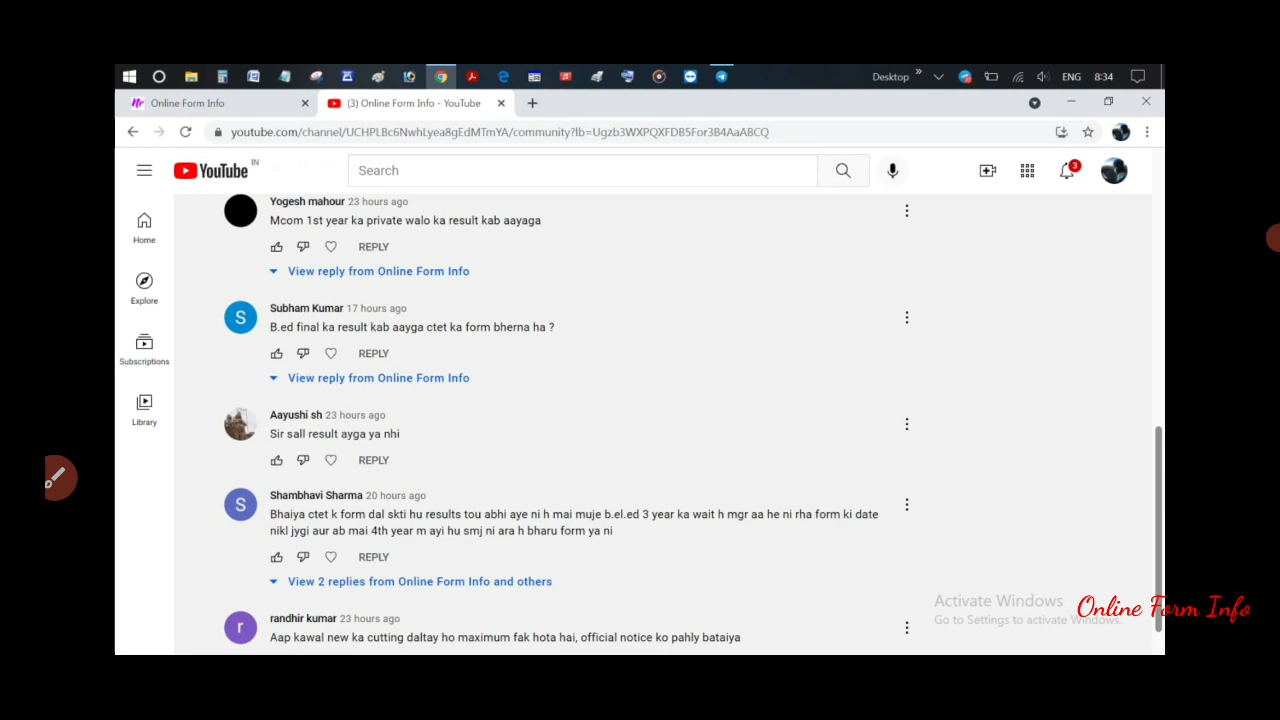 Desktop » ENG 8:34
Online Form Info (3) Online Form Info - YouTube
youtube.com/channel/UCHPLBc6NwhLyea8gEdMTmYA/community?lb=Ugzb3WXPQXFDB5For3B4AaABCQ
YouTube IN Search 3
Home
Explore
Subscriptions
Library
Yogesh mahour 23 hours ago
Mcom 1st year ka private walo ka result kab aayaga
REPLY
View reply from Online Form Info
S
Subham Kumar 17 hours ago
B.ed final ka result kab aayga ctet ka form bherna ha ?
REPLY
View reply from Online Form Info
Aayushi sh 23 hours ago
Sir sall result ayga ya nhi
REPLY
S
Shambhavi Sharma 20 hours ago
Bhaiya ctet k form dal skti hu results tou abhi aye ni h mai muje b.el.ed 3 year ka wait h mgr aa he ni rha form ki date
nikl jygi aur ab mai 4th year m ayi hu smj ni ara h bharu form ya ni
REPLY
View 2 replies from Online Form Info and others
r
randhir kumar 23 hours ago
Aap kawal new ka cutting daltay ho maximum fak hota hai, official notice ko pahly bataiya
Activate Windows
Go to Settings to activate Windows.
Online Form Info